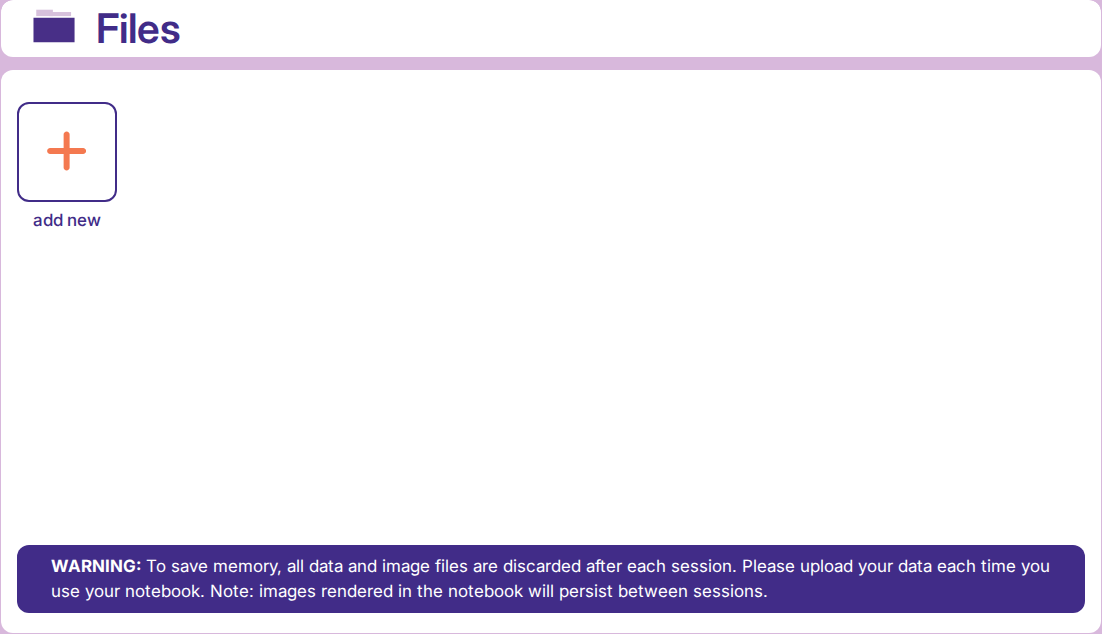 Files
add new
WARNING: To save memory, all data and image files are discarded after each session. Please upload your data each time you
use your notebook. Note: images rendered in the notebook will persist between sessions.